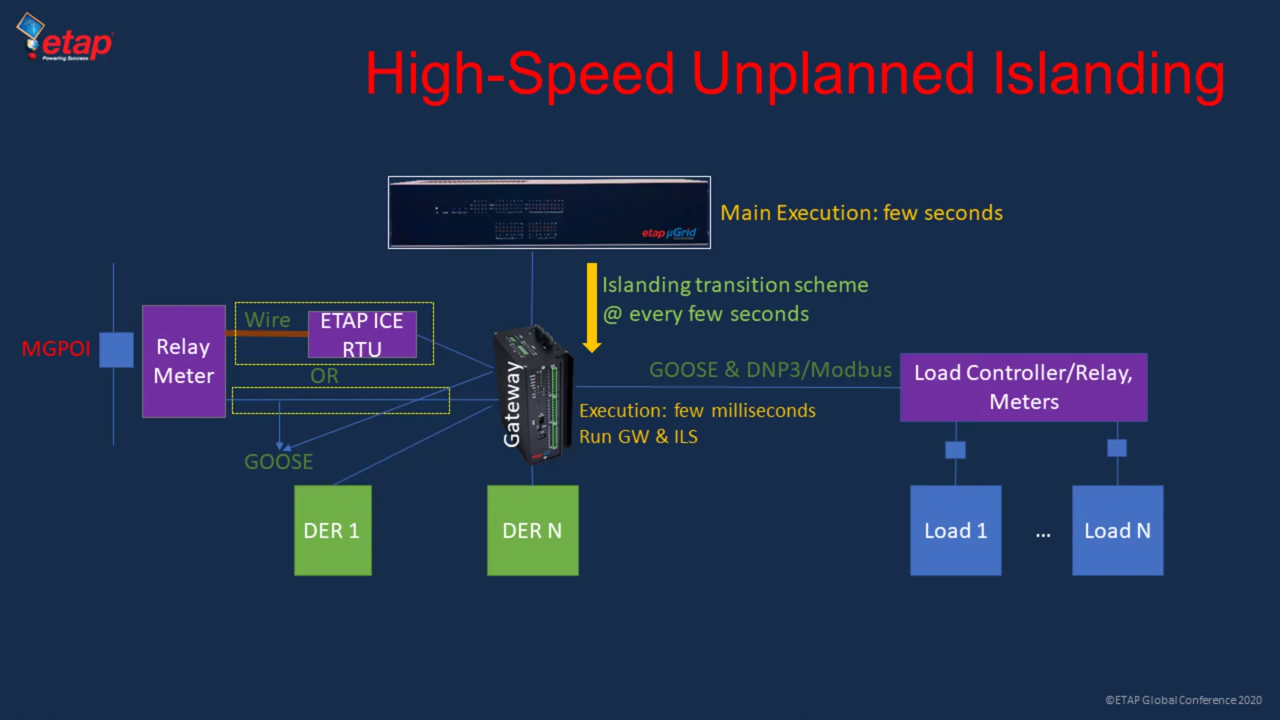 etap
Powering Success
High-Speed Unplanned Islanding
etap μGrid
Controller
Main Execution: few seconds
Islanding transition scheme
@ every few seconds
MGPOI
Relay
Meter
Wire
ETAP ICE
RTU
OR
GOOSE
Gateway
GOOSE & DNP3/Modbus
Execution: few milliseconds
Run GW & ILS
Load Controller/Relay,
Meters
DER 1
DER N
Load 1
...
Load N
©ETAP Global Conference 2020